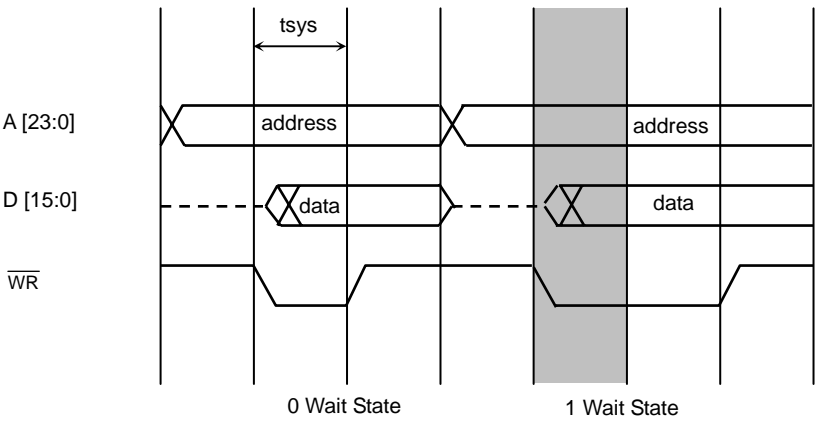 tsys
A [23:0]
address
address
D [15:0]
data
data
WR
0 Wait State
1 Wait State